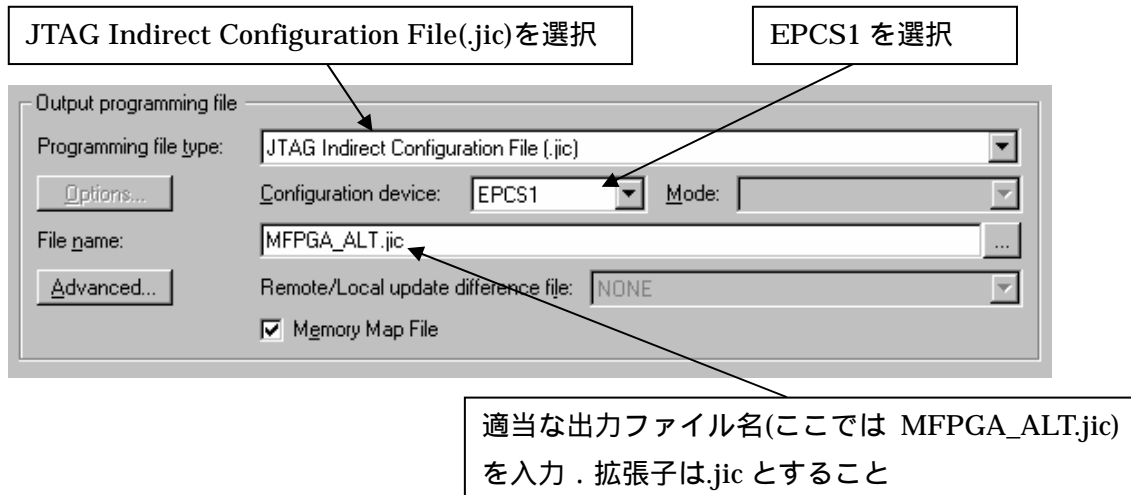 JTAG Indirect Configuration File(.jic)を選択
EPCS1 を選択
Output programming file
Programming file type:
JTAG Indirect Configuration File (.jic)
Options...
Configuration device:
EPCS1
Mode:
File name:
MFPGA_ALT.jic
...
Advanced...
Remote/Local update difference file:
NONE
Memory Map File
適当な出力ファイル名(ここでは MFPGA_ALT.jic)
を入力．拡張子は.jic とすること